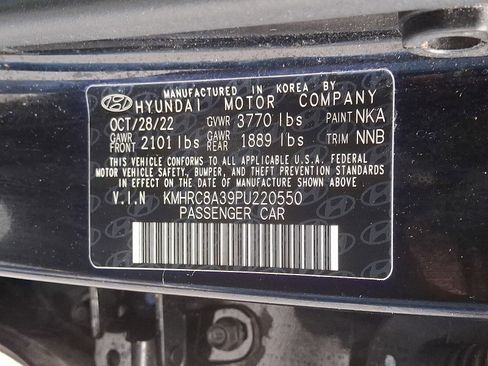 MANUFACTURED IN KOREA BY
HYUNDAI MOTOR COMPANY
OCT/28/22 GVWR 3770 lbs PAINT NKA
GAWR FRONT 2101 lbs GAWR REAR 1889 lbs TRIM NNB
THIS VEHICLE CONFORMS TO ALL APPLICABLE U.S.A. FEDERAL
MOTOR VEHICLE SAFETY, BUMPER, AND THEFT PREVENTION STANDARDS
IN EFFECT ON THE DATE OF MANUFACTURE SHOWN ABOVE.
V.I.N KMHRC8A39PU220550
PASSENGER CAR